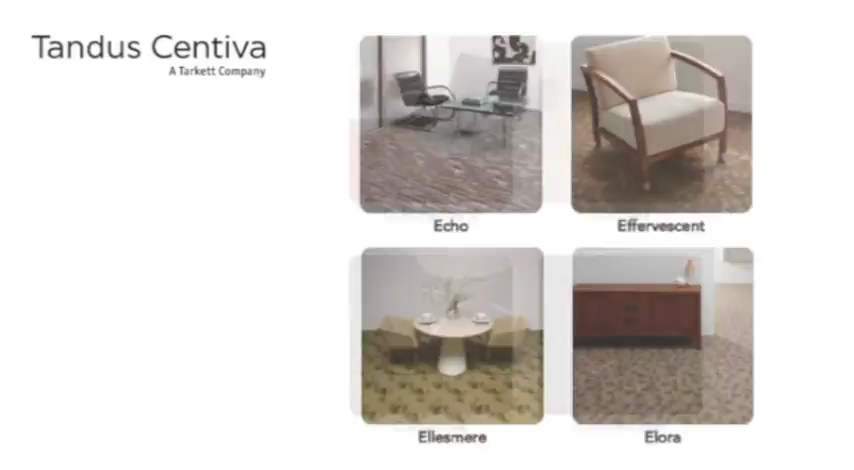 Tandus Centiva
A Tarkett Company
Echo
Effervescent
Ellesmere
Elora